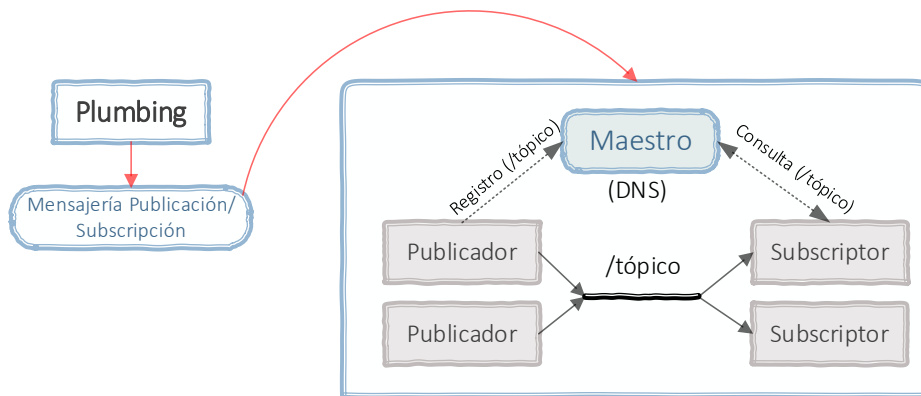 Plumbing
Mensajería Publicación/
Subscripción
Maestro
(DNS)
Registro (/tópico)
Consulta (/tópico)
Publicador
/tópico
Subscriptor
Publicador
Subscriptor